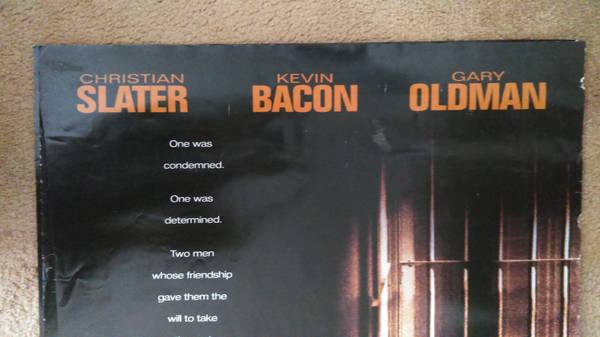 CHRISTIAN KEVIN GARY
SLATER BACON OLDMAN
One was
condemned.
One was
determined.
Two men
whose friendship
gave them the
will to take